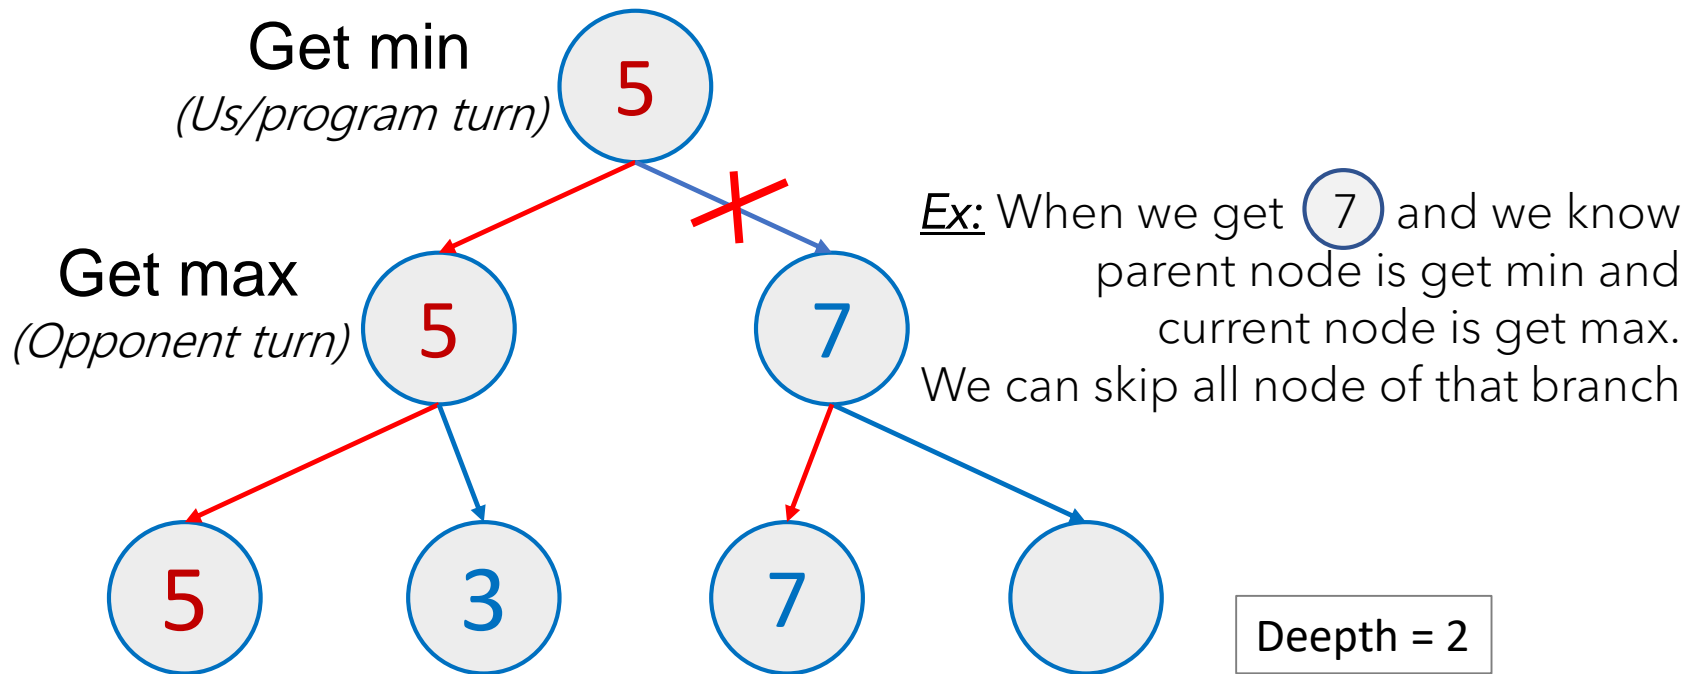 Get min
(Us/program turn)
5
Ex: When we get 7 and we know
parent node is get min and
current node is get max.
We can skip all node of that branch
Get max
(Opponent turn)
5
7
5
3
7
Deepth = 2